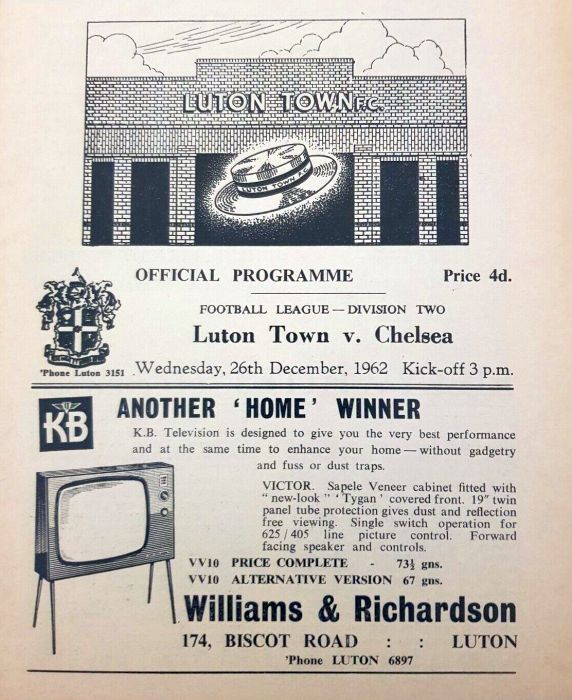 LUTON TOWN F.C.
LUTON TOWN F.C.
OFFICIAL PROGRAMME Price 4d.
FOOTBALL LEAGUE — DIVISION TWO
Luton Town v. Chelsea
'Phone Luton 3151 Wednesday, 26th December, 1962 Kick-off 3 p.m.
KB
ANOTHER ‘HOME’ WINNER
K.B. Television is designed to give you the very best performance
and at the same time to enhance your home — without gadgetry
and fuss or dust traps.
VICTOR. Sapele Veneer cabinet fitted with
“new-look” ‘Tygan’ covered front. 19" twin
panel tube protection gives dust and reflection
free viewing. Single switch operation for
625/405 line picture control. Forward
facing speaker and controls.
VV10 PRICE COMPLETE - 73½ gns.
VV10 ALTERNATIVE VERSION 67 gns.
Williams & Richardson
174, BISCOT ROAD : : LUTON
'Phone LUTON 6897